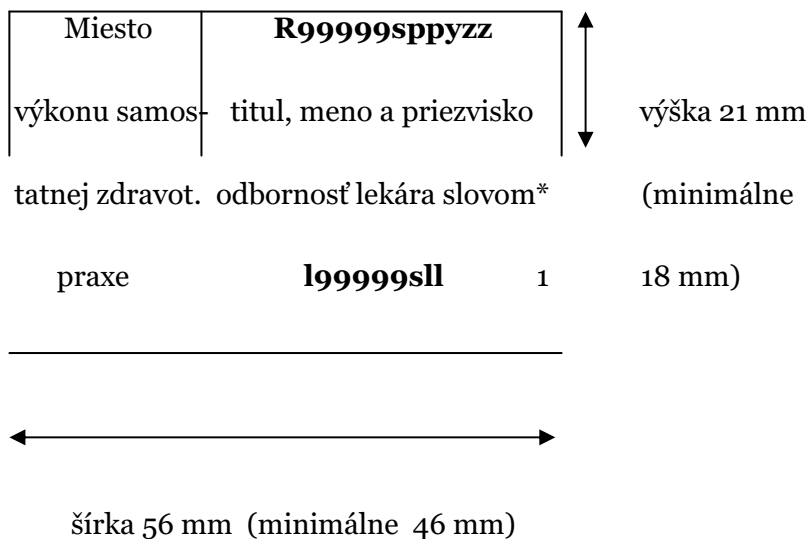 Miesto R99999sppyzz
výkonu samos- titul, meno a priezvisko výška 21 mm
tatnej zdravot. odbornosť lekára slovom* (minimálne
praxe l99999sll 1 18 mm)
šírka 56 mm (minimálne 46 mm)